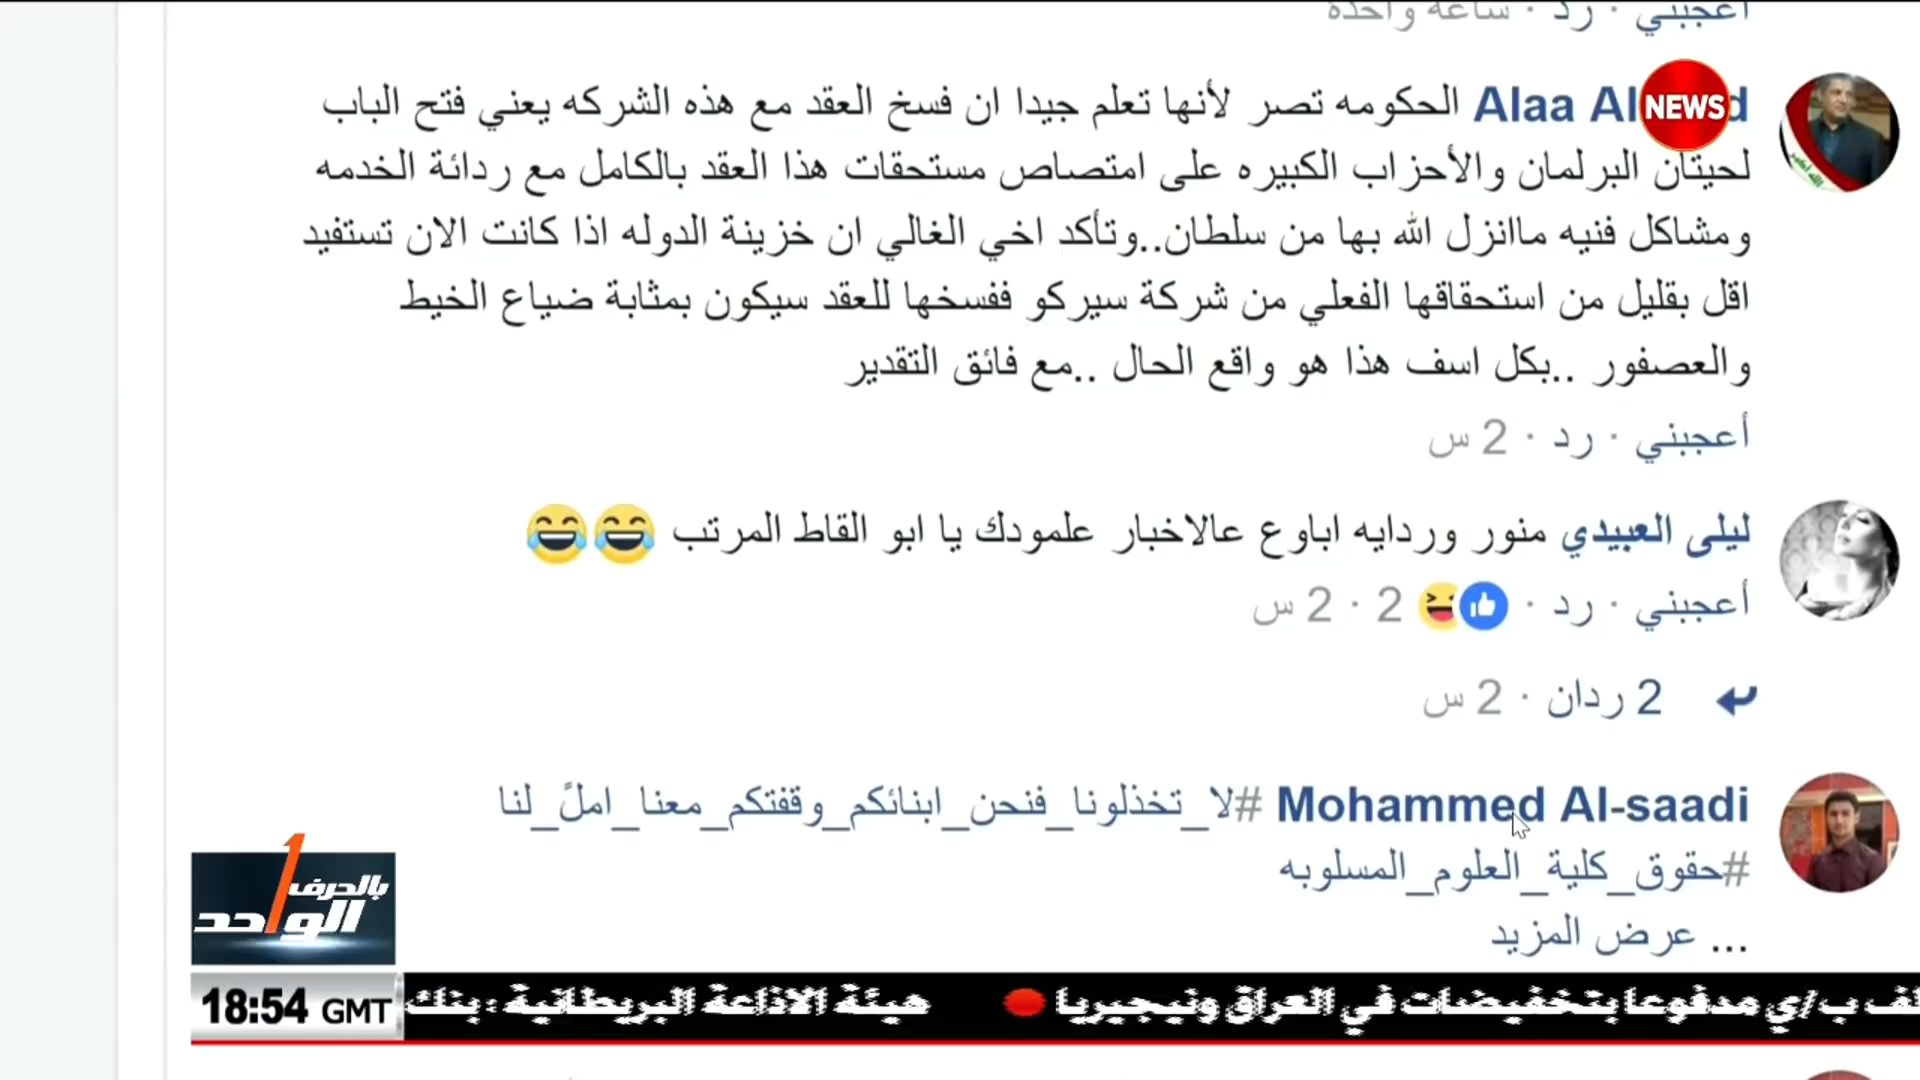 أعجبني · رد · ساعة واحدة
Alaa Al NEWS d الحكومه تصر لأنها تعلم جيدا ان فسخ العقد مع هذه الشركه يعني فتح الباب
لحيتان البرلمان والأحزاب الكبيره على امتصاص مستحقات هذا العقد بالكامل مع ردائة الخدمه
ومشاكل فنيه ماانزل الله بها من سلطان..وتأكد اخي الغالي ان خزينة الدوله اذا كانت الان تستفيد
اقل بقليل من استحقاقها الفعلي من شركة سيركو ففسخها للعقد سيكون بمثابة ضياع الخيط
والعصفور ..بكل اسف هذا هو واقع الحال ..مع فائق التقدير
أعجبني · رد · 2 س
ليلى العبيدي منور وردايه اباوع عالاخبار علمودك يا ابو القاط المرتب 😂😂
أعجبني · رد · 2 · 2 س
2 ردان · 2 س
Mohammed Al-saadi #لا_تخذلونا_فنحن_ابنائكم_وقفتكم_معنا_املً_لنا
#حقوق_كلية_العلوم_المسلوبه
... عرض المزيد
بالحرف
الواحد
18:54 GMT
لف ب/ي مدفوعا بتخفيضات في العراق ونيجيريا
هيئة الاذاعة البريطانية : بنك